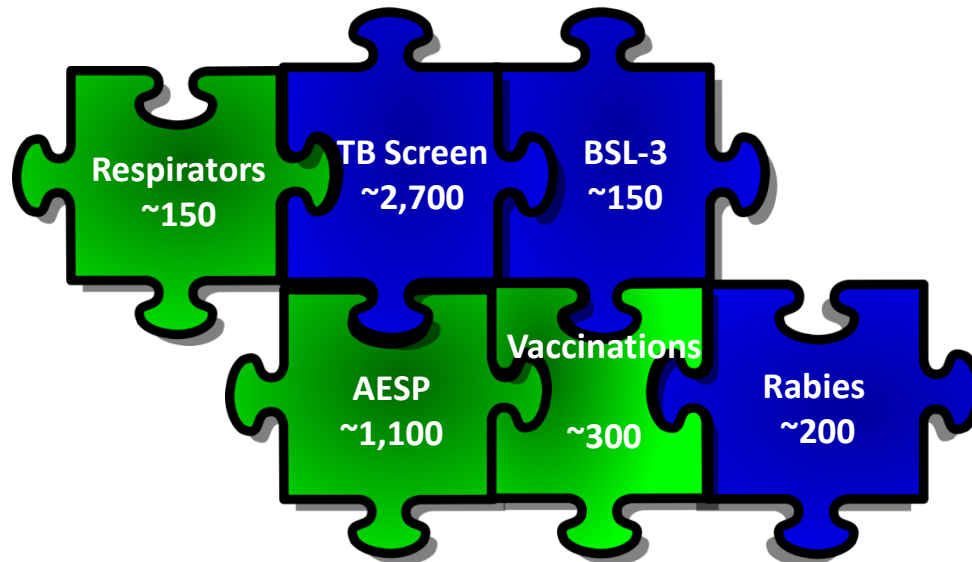 Respirators
~150
TB Screen
~2,700
BSL-3
~150
AESP
~1,100
Vaccinations
~300
Rabies
~200